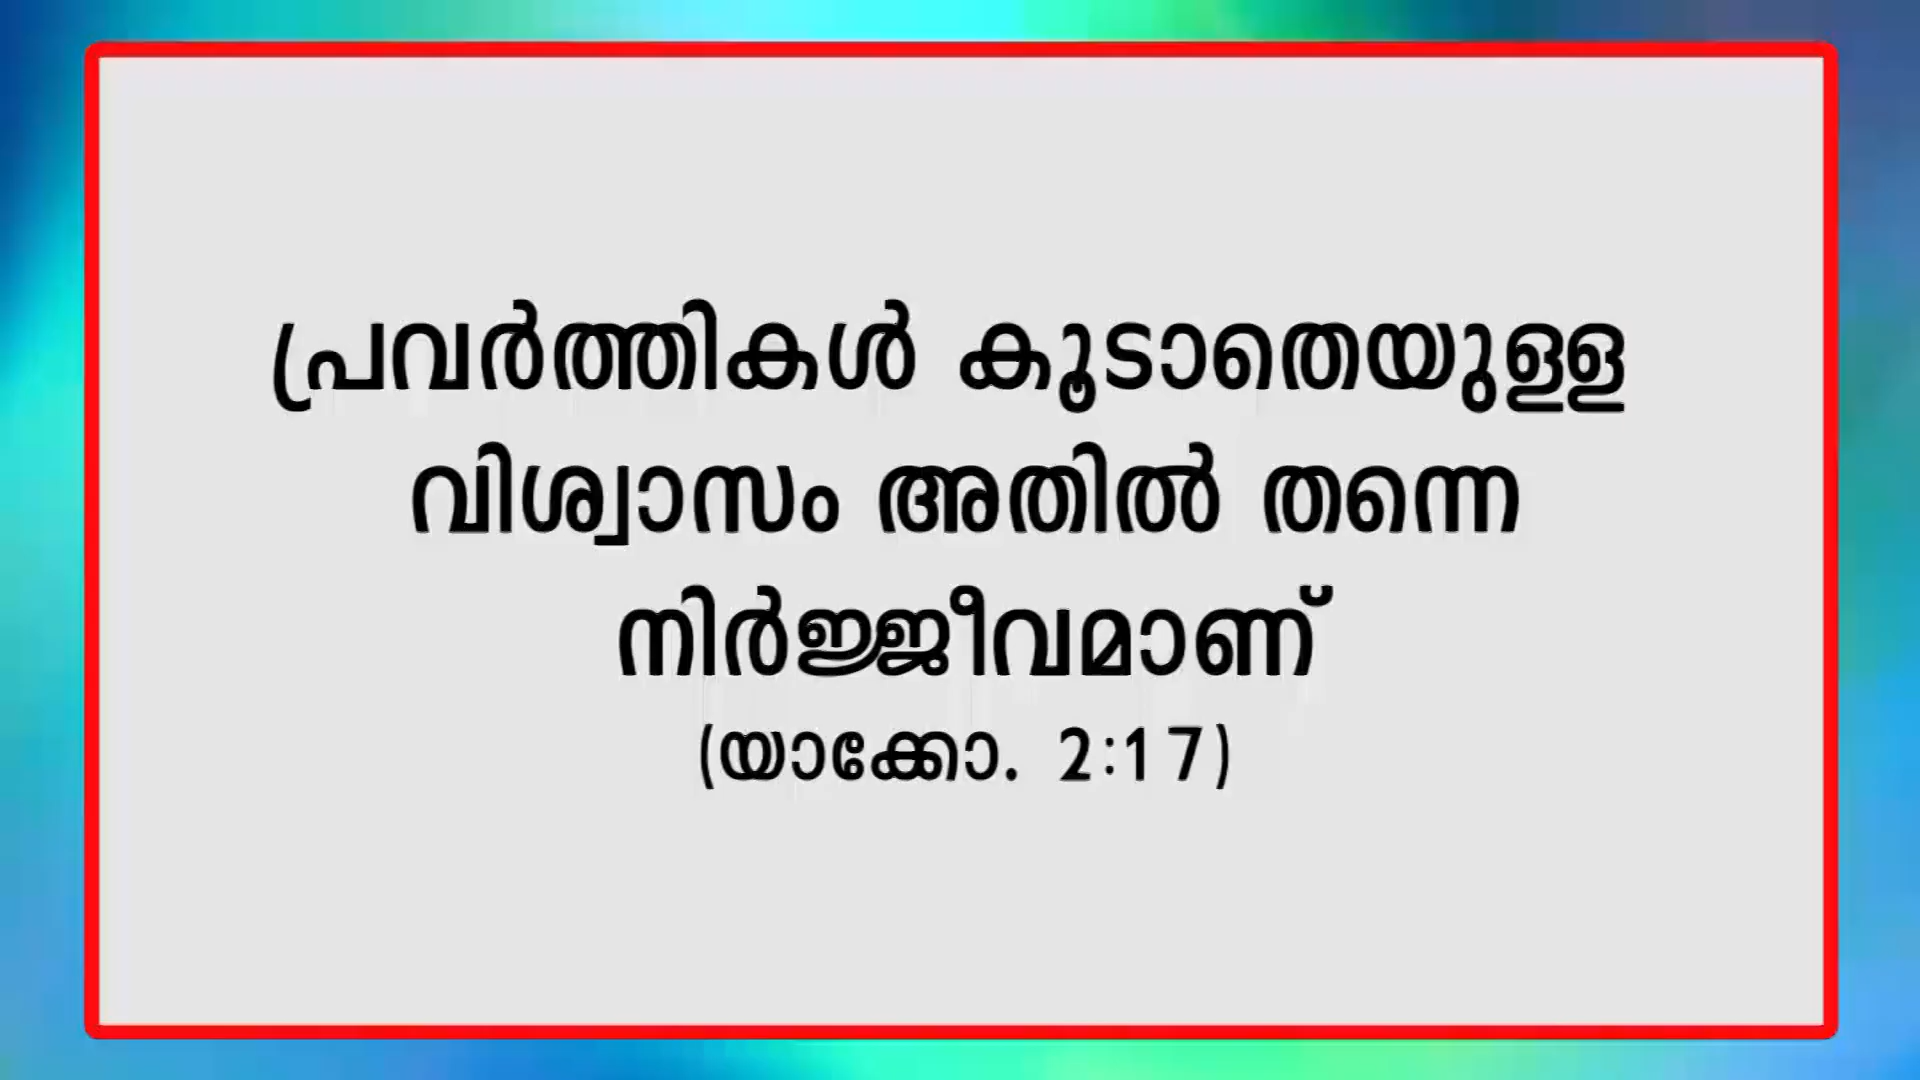 പ്രവർത്തികൾ കൂടാതെയുള്ള
വിശ്വാസം അതിൽ തന്നെ
നിർജ്ജീവമാണ്
(യാക്കോ. 2:17)